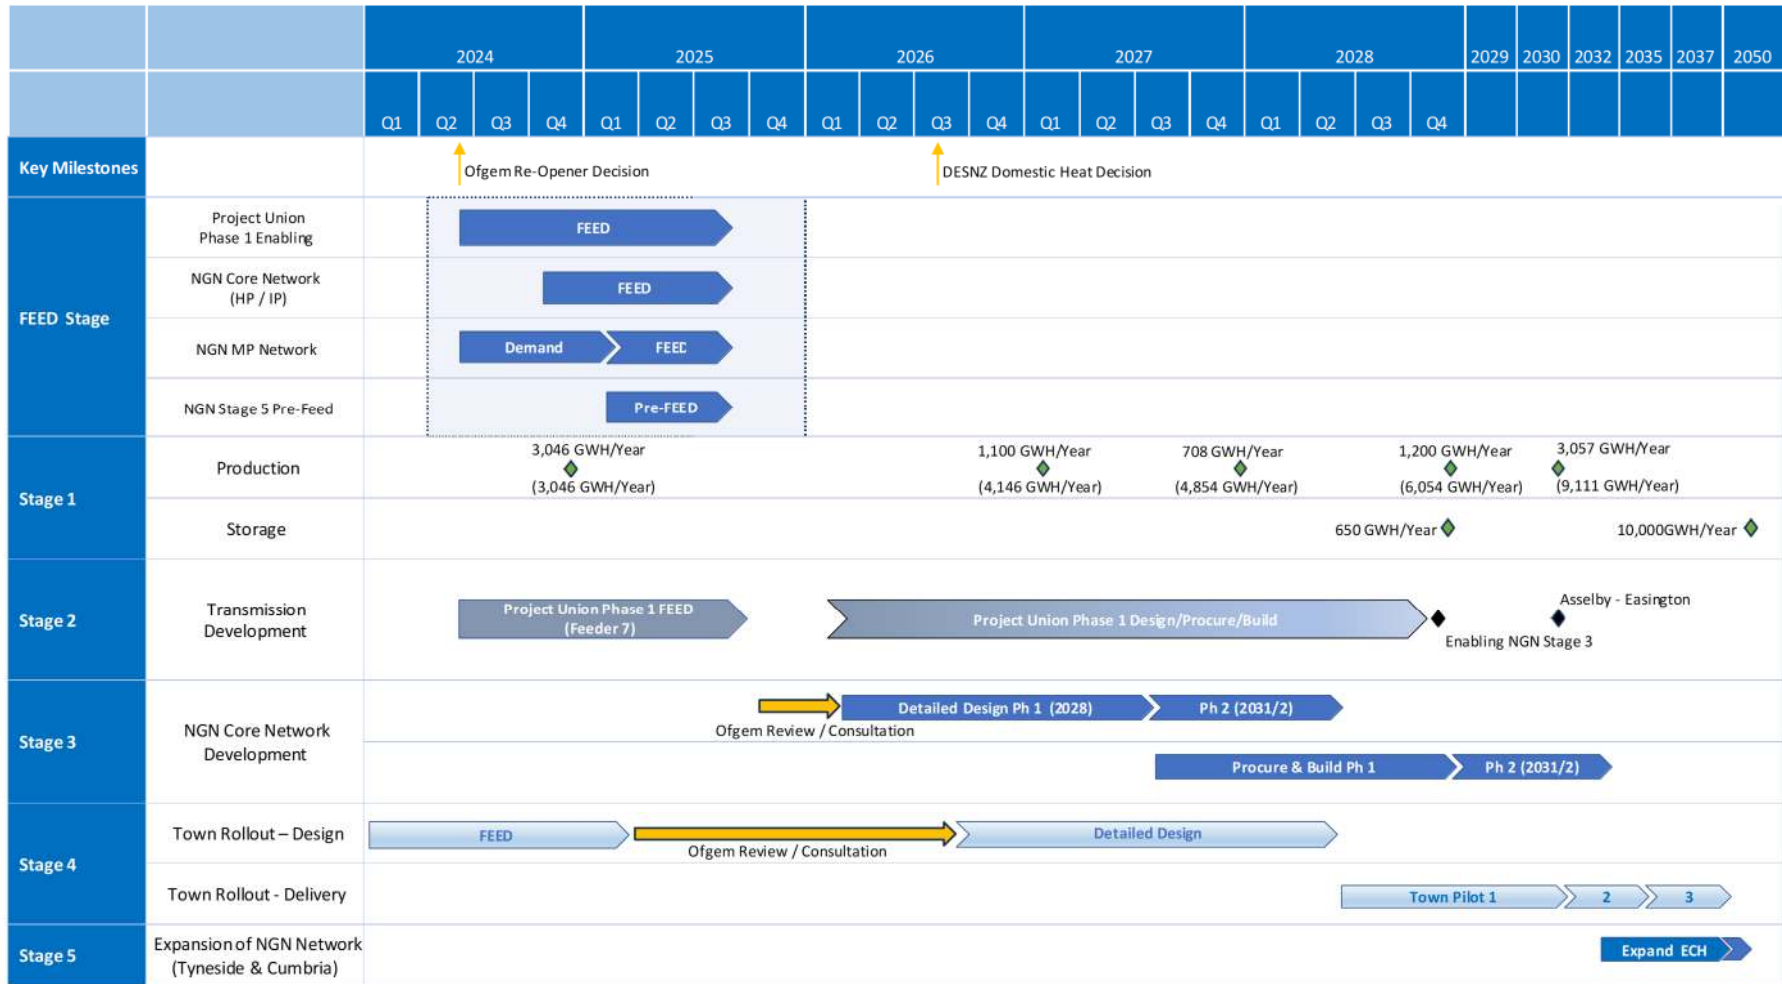 2024 2025 2026 2027 2028 2029 2030 2032 2035 2037 2050
Q1 Q2 Q3 Q4 Q1 Q2 Q3 Q4 Q1 Q2 Q3 Q4 Q1 Q2 Q3 Q4 Q1 Q2 Q3 Q4
Key Milestones
Ofgem Re-Opener Decision
DESNZ Domestic Heat Decision
FEED Stage
Project Union
Phase 1 Enabling
FEED
NGN Core Network
(HP / IP)
FEED
NGN MP Network
Demand
FEED
NGN Stage 5 Pre-Feed
Pre-FEED
Stage 1
Production
3,046 GWH/Year
(3,046 GWH/Year)
1,100 GWH/Year
(4,146 GWH/Year)
708 GWH/Year
(4,854 GWH/Year)
1,200 GWH/Year
(6,054 GWH/Year)
3,057 GWH/Year
(9,111 GWH/Year)
Storage
650 GWH/Year
10,000GWH/Year
Stage 2
Transmission
Development
Project Union Phase 1 FEED
(Feeder 7)
Project Union Phase 1 Design/Procure/Build
Enabling NGN Stage 3
Asselby - Easington
Stage 3
NGN Core Network
Development
Ofgem Review / Consultation
Detailed Design Ph 1 (2028)
Ph 2 (2031/2)
Procure & Build Ph 1
Ph 2 (2031/2)
Stage 4
Town Rollout – Design
FEED
Ofgem Review / Consultation
Detailed Design
Town Rollout - Delivery
Town Pilot 1
2
3
Stage 5
Expansion of NGN Network
(Tyneside & Cumbria)
Expand ECH